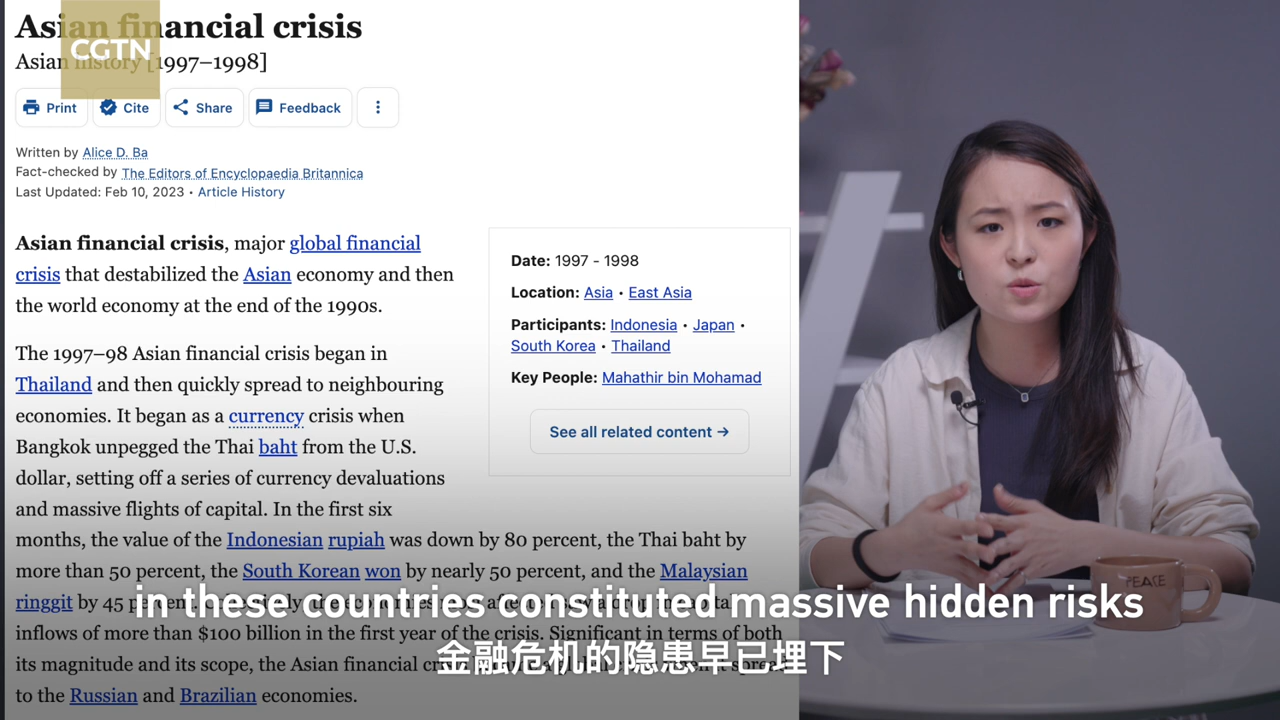 Asian financial crisis
CGTN
Asian history [1997–1998]
Print
Cite
Share
Feedback
Written by Alice D. Ba
Fact-checked by The Editors of Encyclopaedia Britannica
Last Updated: Feb 10, 2023 • Article History
Asian financial crisis, major global financial
crisis that destabilized the Asian economy and then
the world economy at the end of the 1990s.
The 1997–98 Asian financial crisis began in
Thailand and then quickly spread to neighbouring
economies. It began as a currency crisis when
Bangkok unpegged the Thai baht from the U.S.
dollar, setting off a series of currency devaluations
and massive flights of capital. In the first six
months, the value of the Indonesian rupiah was down by 80 percent, the Thai baht by
more than 50 percent, the South Korean won by nearly 50 percent, and the Malaysian
ringgit by 45 percent.
inflows of more than $100 billion in the first year of the crisis. Significant in terms of both
its magnitude and its scope, the Asian financial
to the Russian and Brazilian economies.
Date: 1997 - 1998
Location: Asia • East Asia
Participants: Indonesia • Japan •
South Korea • Thailand
Key People: Mahathir bin Mohamad
See all related content →
PEACE
in these countries constituted massive hidden risks
金融危机的隐患早已埋下